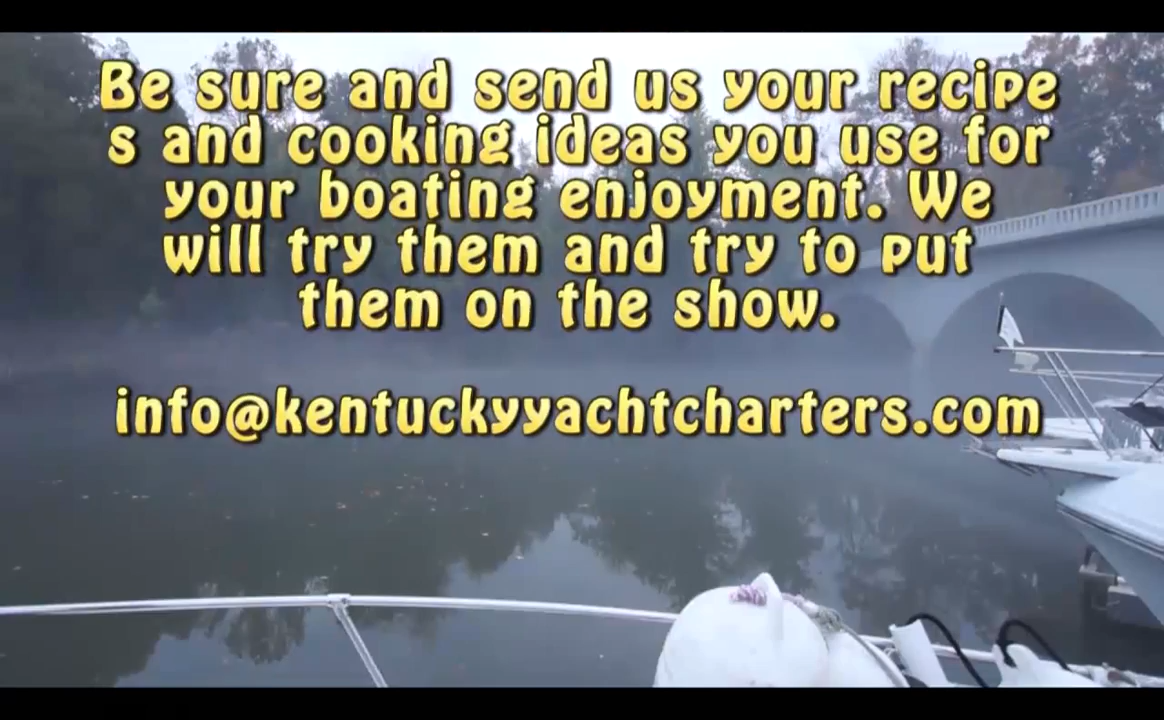 Be sure and send us your recipe
s and cooking ideas you use for
your boating enjoyment. We
will try them and try to put
them on the show.
info@kentuckyyachtcharters.com